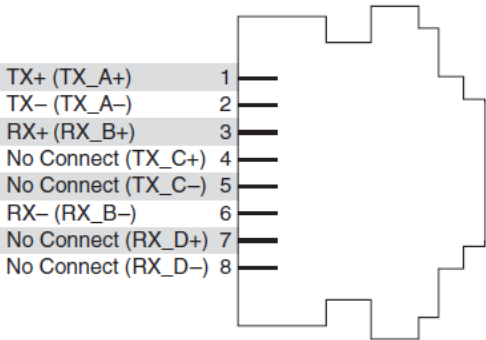 TX+ (TX_A+) 1
TX– (TX_A–) 2
RX+ (RX_B+) 3
No Connect (TX_C+) 4
No Connect (TX_C–) 5
RX– (RX_B–) 6
No Connect (RX_D+) 7
No Connect (RX_D–) 8